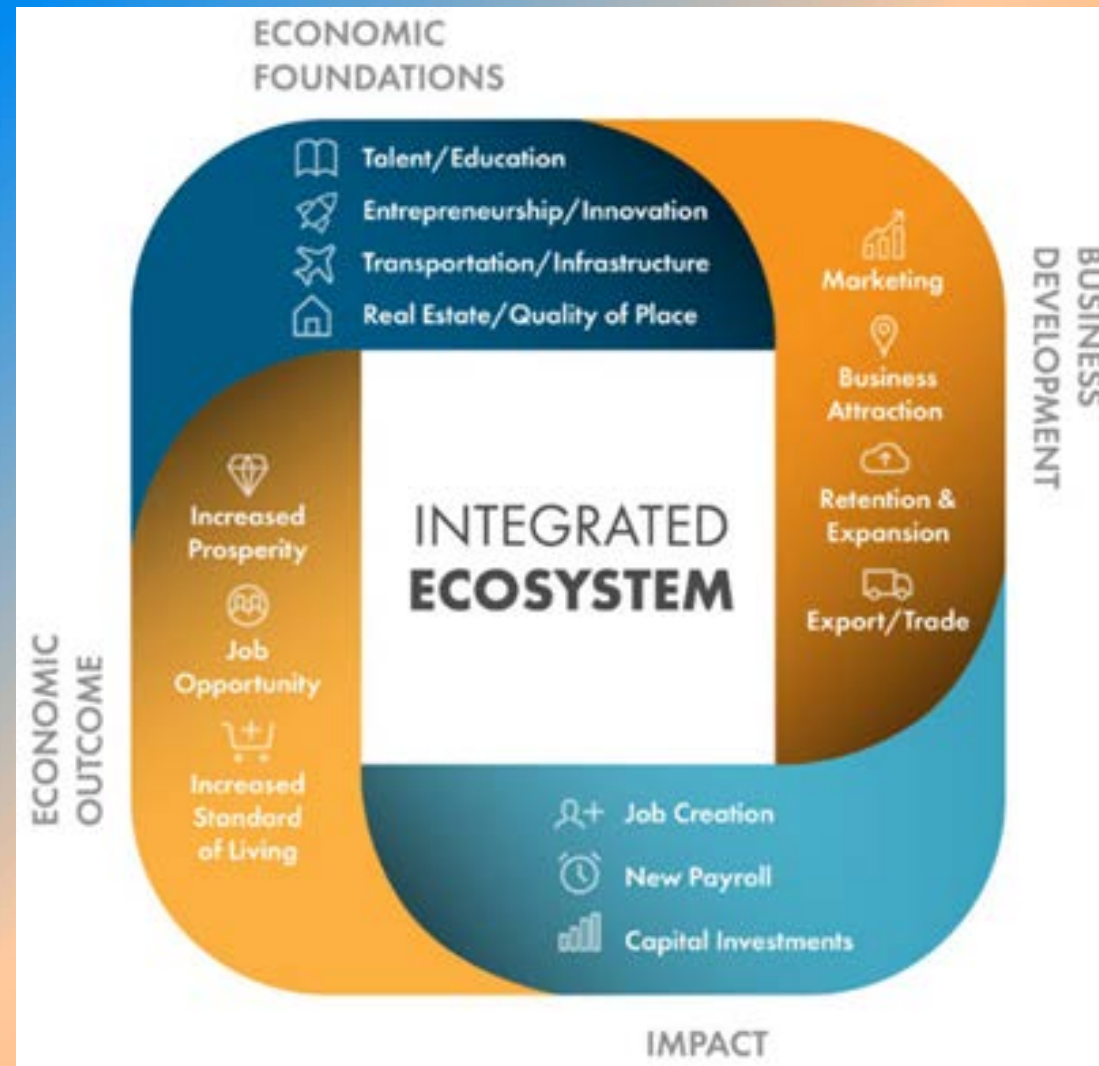 ECONOMIC
FOUNDATIONS
Talent/Education
Entrepreneurship/Innovation
Transportation/Infrastructure
Real Estate/Quality of Place
BUSINESS
DEVELOPMENT
Marketing
Business
Attraction
Retention &
Expansion
Export/Trade
INTEGRATED
ECOSYSTEM
IMPACT
Job Creation
New Payroll
Capital Investments
ECONOMIC
OUTCOME
Increased
Prosperity
Job
Opportunity
Increased
Standard
of Living